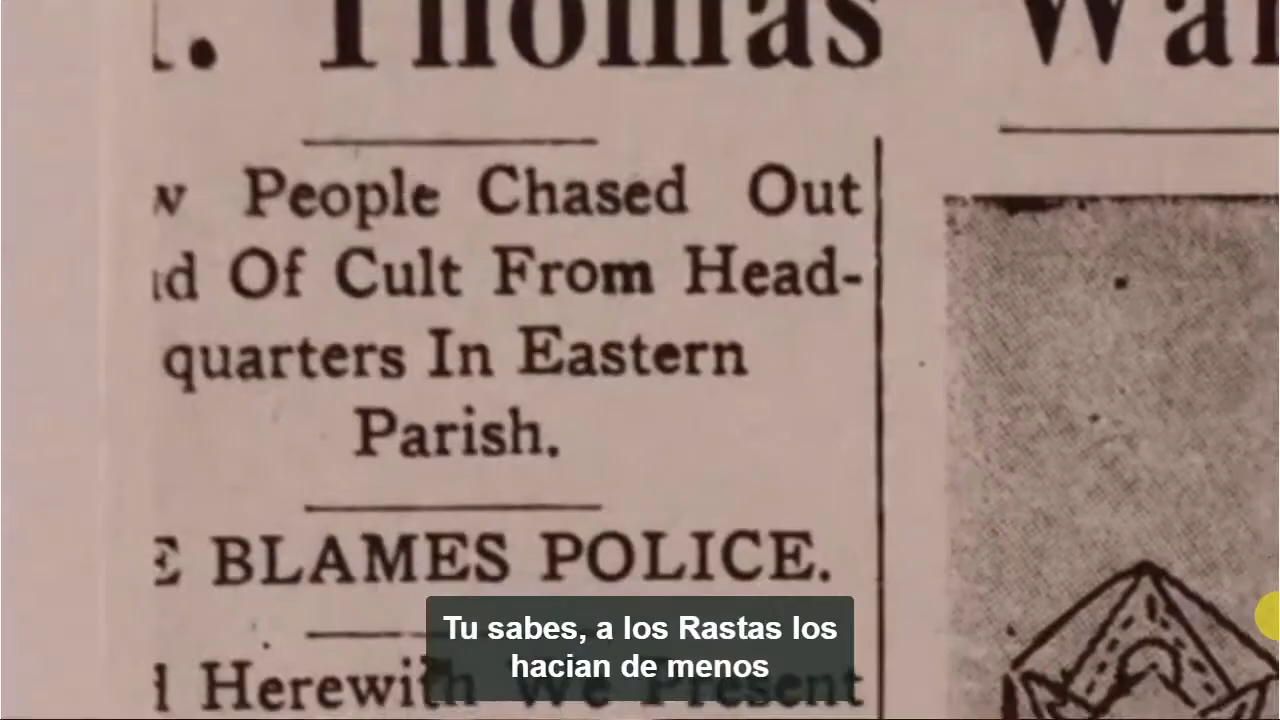 . Thomas
People Chased Out
Of Cult From Head-
quarters In Eastern
Parish.
BLAMES POLICE.
Herewith We Present
Tu sabes, a los Rastas los
hacian de menos